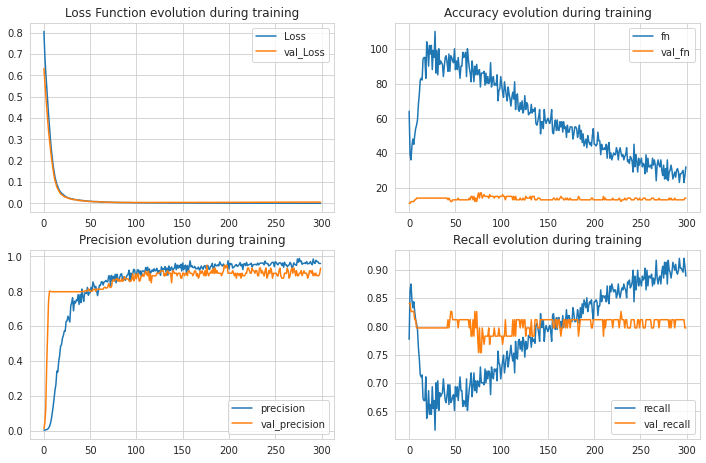 Loss Function evolution during training
0.8
0.7
0.6
0.5
0.4
0.3
0.2
0.1
0.0
0 50 100 150 200 250 300
Loss
val_Loss
Accuracy evolution during training
100
80
60
40
20
0 50 100 150 200 250 300
fn
val_fn
Precision evolution during training
1.0
0.8
0.6
0.4
0.2
0.0
0 50 100 150 200 250 300
precision
val_precision
Recall evolution during training
0.90
0.85
0.80
0.75
0.70
0.65
0 50 100 150 200 250 300
recall
val_recall